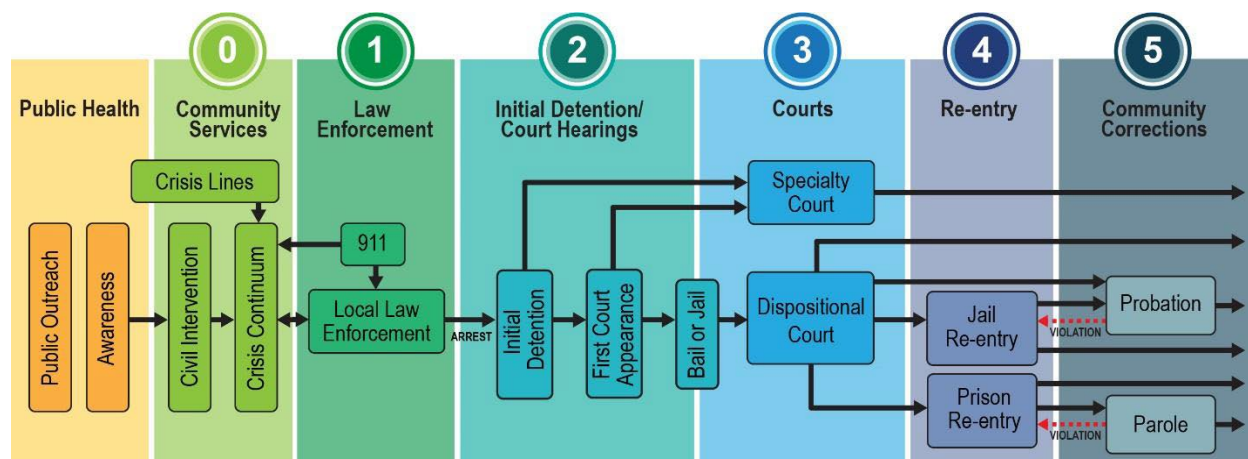 0
1
2
3
4
5
Public Health
Community
Services
Law
Enforcement
Initial Detention/
Court Hearings
Courts
Re-entry
Community
Corrections
Crisis Lines
Public Outreach
Awareness
Civil Intervention
Crisis Continuum
911
Local Law
Enforcement
ARREST
Initial
Detention
First Court
Appearance
Bail or Jail
Specialty
Court
Dispositional
Court
Jail
Re-entry
Prison
Re-entry
Probation
VIOLATION
Parole
VIOLATION